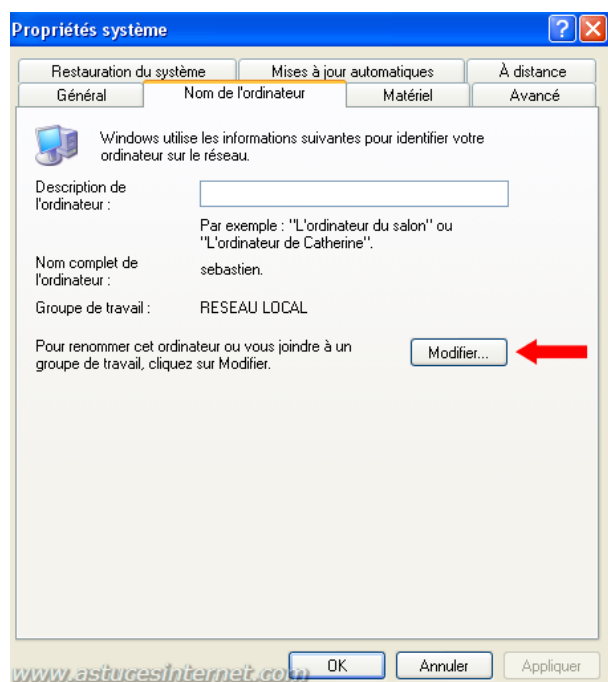 Propriétés système
Restauration du système
Mises à jour automatiques
À distance
Général
Nom de l'ordinateur
Matériel
Avancé
Windows utilise les informations suivantes pour identifier votre
ordinateur sur le réseau.
Description de
l'ordinateur :
Par exemple : "L'ordinateur du salon" ou
"L'ordinateur de Catherine".
Nom complet de
l'ordinateur :
sebastien.
Groupe de travail :
RESEAU LOCAL
Pour renommer cet ordinateur ou vous joindre à un
groupe de travail, cliquez sur Modifier.
Modifier...
www.astucesinternet.com
OK
Annuler
Appliquer